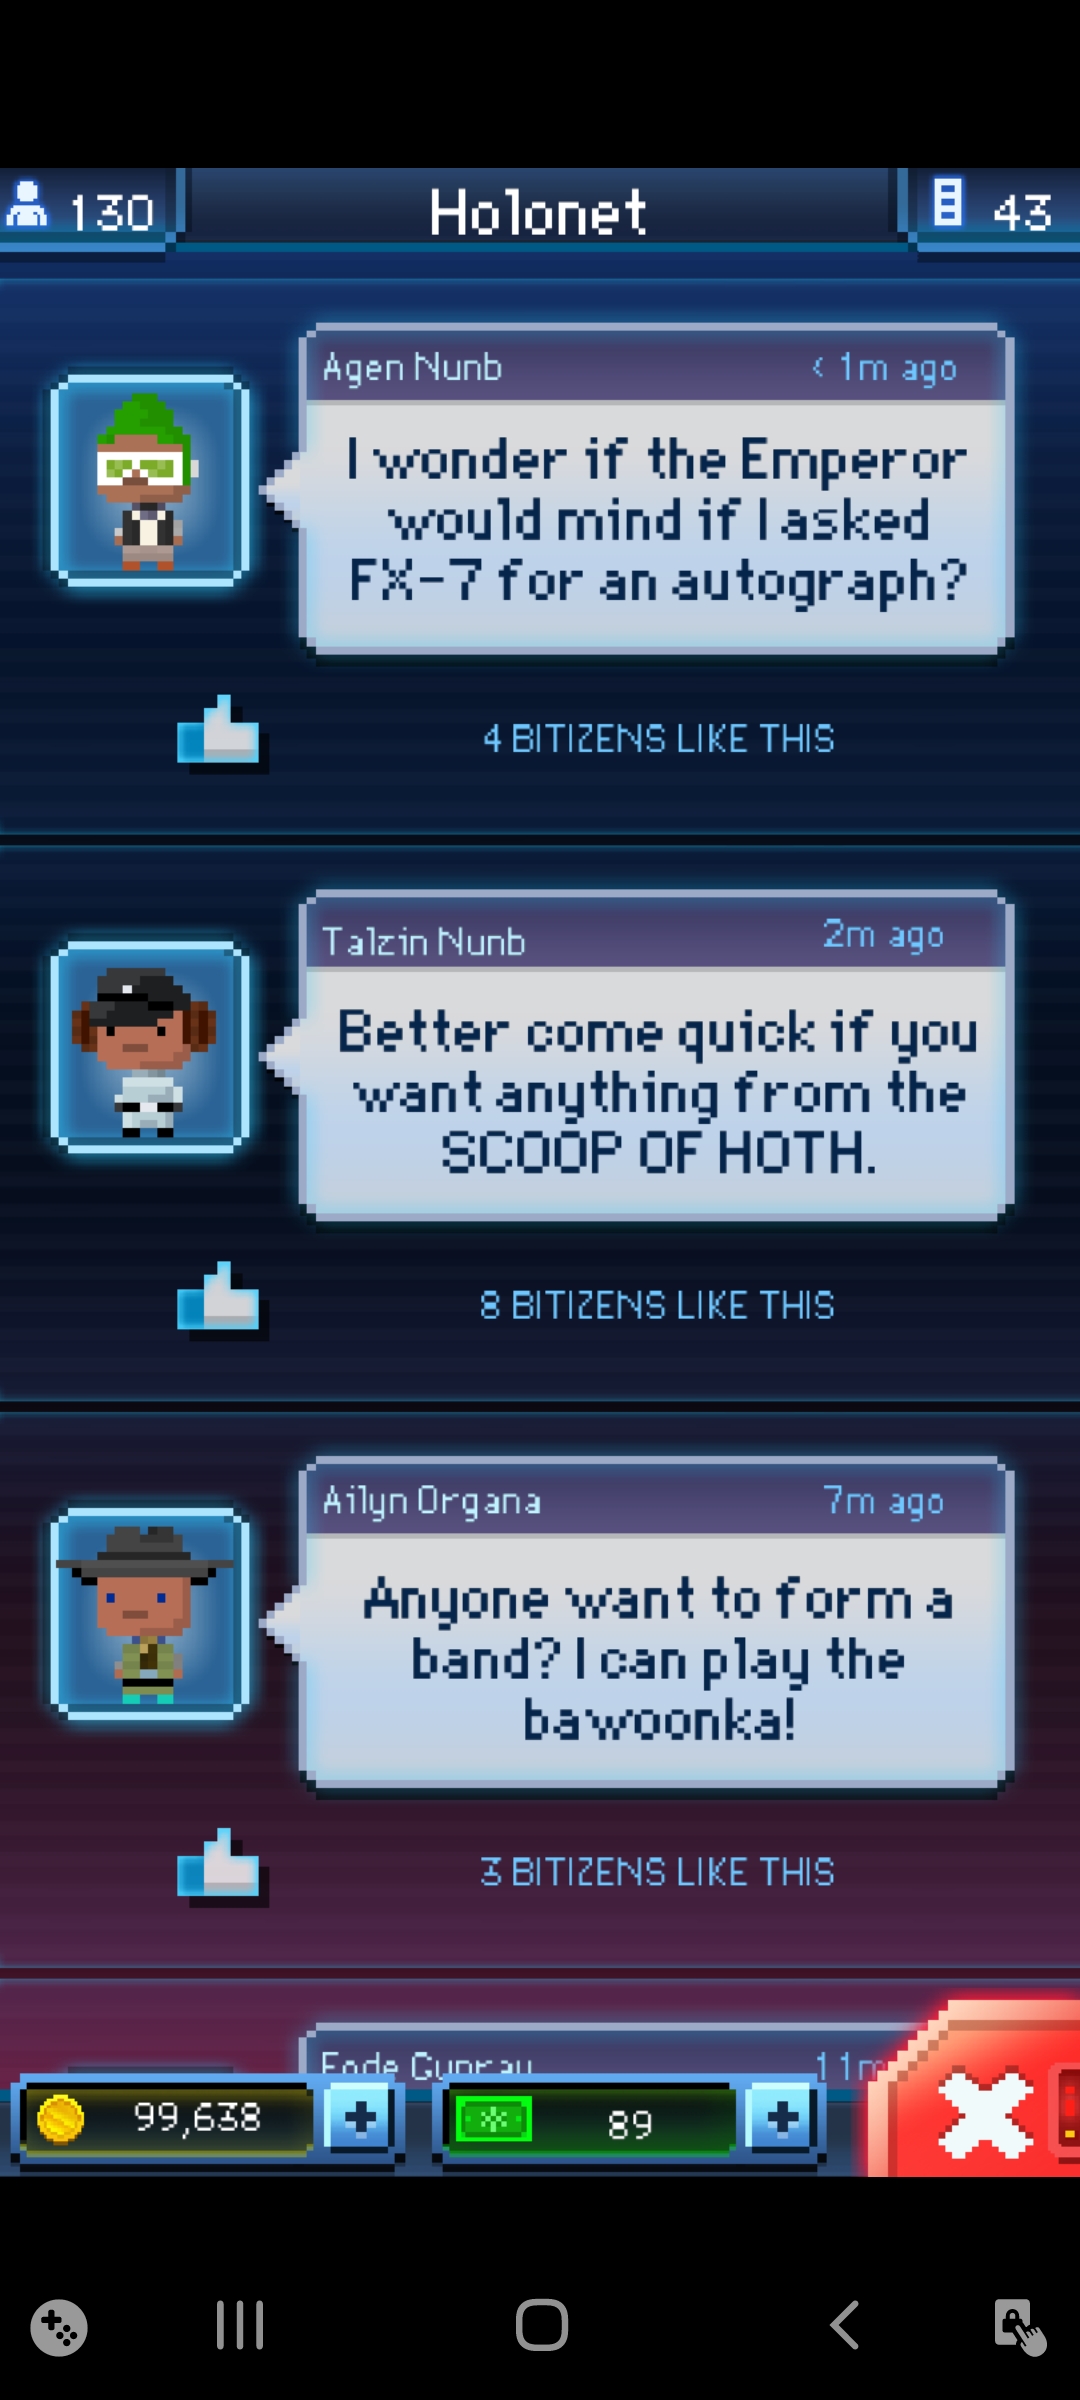 130
Holonet
43
Agen Nunb
< 1m ago
I wonder if the Emperor
would mind if I asked
FX-7 for an autograph?
4 BITIZENS LIKE THIS
Talzin Nunb
2m ago
Better come quick if you
want anything from the
SCOOP OF HOTH.
8 BITIZENS LIKE THIS
Ailyn Organa
7m ago
Anyone want to form a
band? I can play the
bawoonka!
3 BITIZENS LIKE THIS
11m
99,638
89